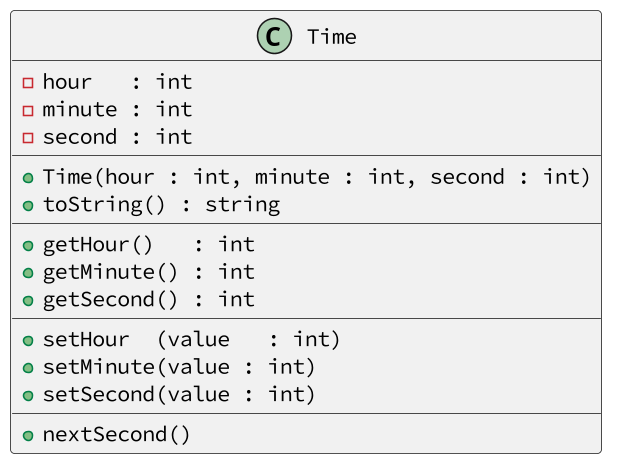 C Time
hour   : int
minute : int
second : int
Time(hour : int, minute : int, second : int)
toString() : string
getHour()   : int
getMinute() : int
getSecond() : int
setHour  (value   : int)
setMinute(value : int)
setSecond(value : int)
nextSecond()